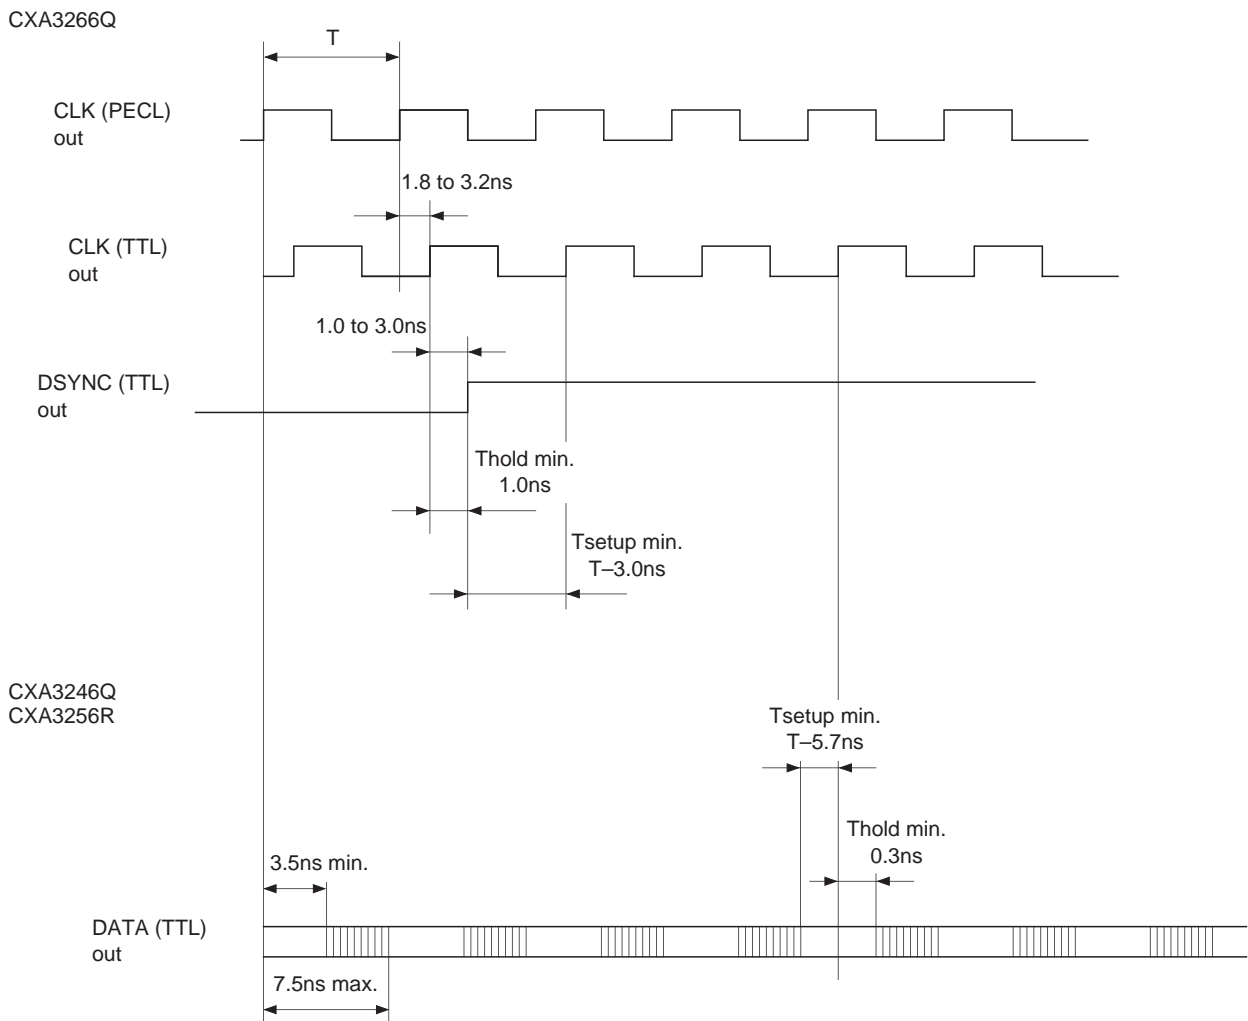 CXA3266Q
T
CLK (PECL)
out
1.8 to 3.2ns
CLK (TTL)
out
1.0 to 3.0ns
DSYNC (TTL)
out
Thold min.
1.0ns
Tsetup min.
T–3.0ns
CXA3246Q
CXA3256R
Tsetup min.
T–5.7ns
Thold min.
0.3ns
3.5ns min.
DATA (TTL)
out
7.5ns max.